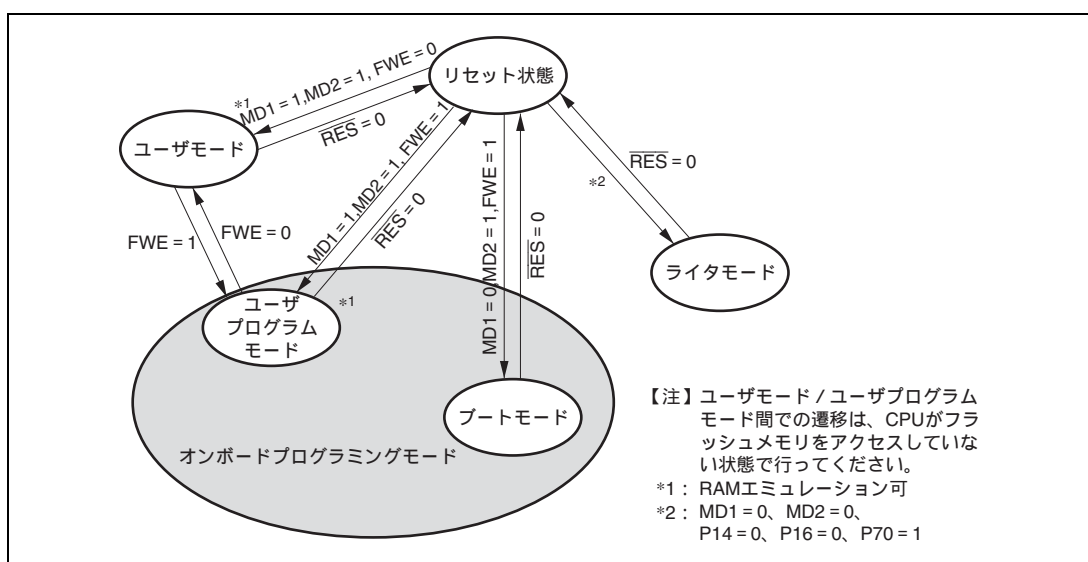 リセット状態
MD1 = 1,MD2 = 1, FWE = 0
*1
RES = 0
ユーザモード
MD1 = 1,MD2 = 1, FWE = 1
RES = 0
MD1 = 0,MD2 = 1,FWE = 1
RES = 0
RES = 0
*2
FWE = 1
FWE = 0
ライタモード
ユーザ
プログラム
モード
*1
ブートモード
オンボードプログラミングモード
【注】ユーザモード / ユーザプログラム
モード間での遷移は、CPUがフラ
ッシュメモリをアクセスしていな
い状態で行ってください。
*1 : RAMエミュレーション可
*2 : MD1 = 0、MD2 = 0、
P14 = 0、P16 = 0、P70 = 1